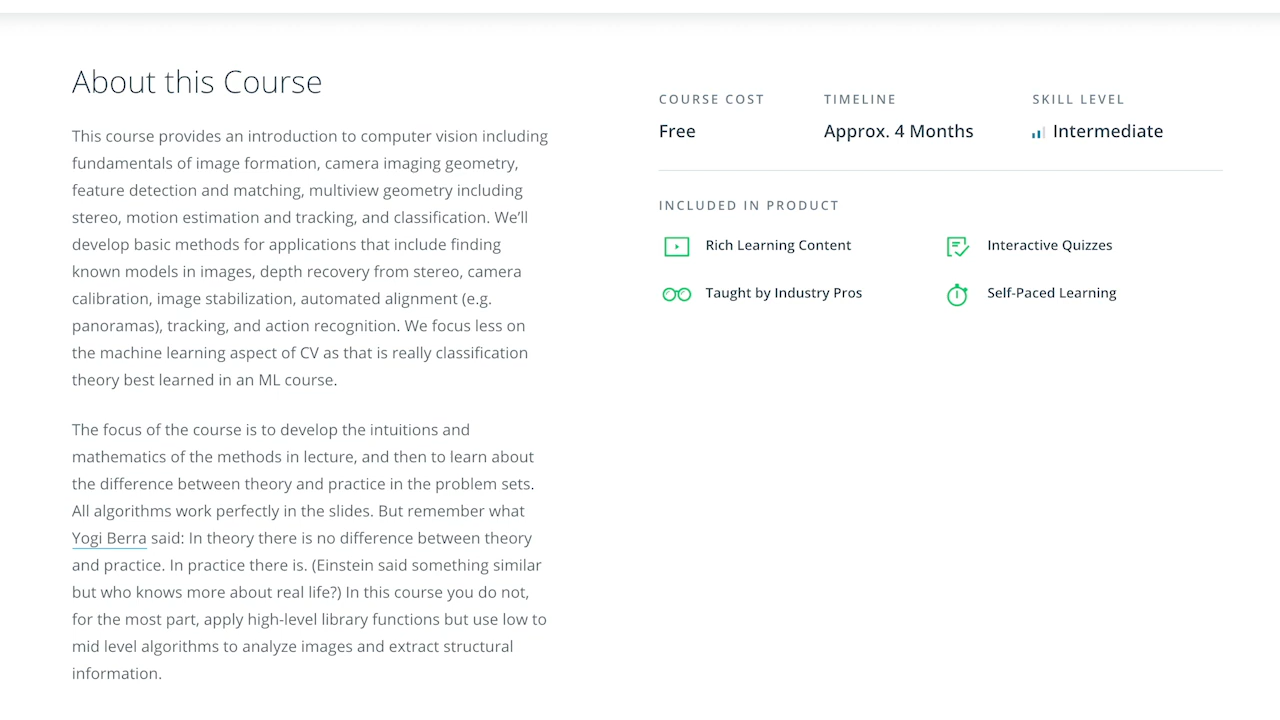 About this Course
This course provides an introduction to computer vision including
fundamentals of image formation, camera imaging geometry,
feature detection and matching, multiview geometry including
stereo, motion estimation and tracking, and classification. We'll
develop basic methods for applications that include finding
known models in images, depth recovery from stereo, camera
calibration, image stabilization, automated alignment (e.g.
panoramas), tracking, and action recognition. We focus less on
the machine learning aspect of CV as that is really classification
theory best learned in an ML course.
The focus of the course is to develop the intuitions and
mathematics of the methods in lecture, and then to learn about
the difference between theory and practice in the problem sets.
All algorithms work perfectly in the slides. But remember what
Yogi Berra said: In theory there is no difference between theory
and practice. In practice there is. (Einstein said something similar
but who knows more about real life?) In this course you do not,
for the most part, apply high-level library functions but use low to
mid level algorithms to analyze images and extract structural
information.
COURSE COST
Free
TIMELINE
Approx. 4 Months
SKILL LEVEL
Intermediate
INCLUDED IN PRODUCT
Rich Learning Content
Interactive Quizzes
Taught by Industry Pros
Self-Paced Learning